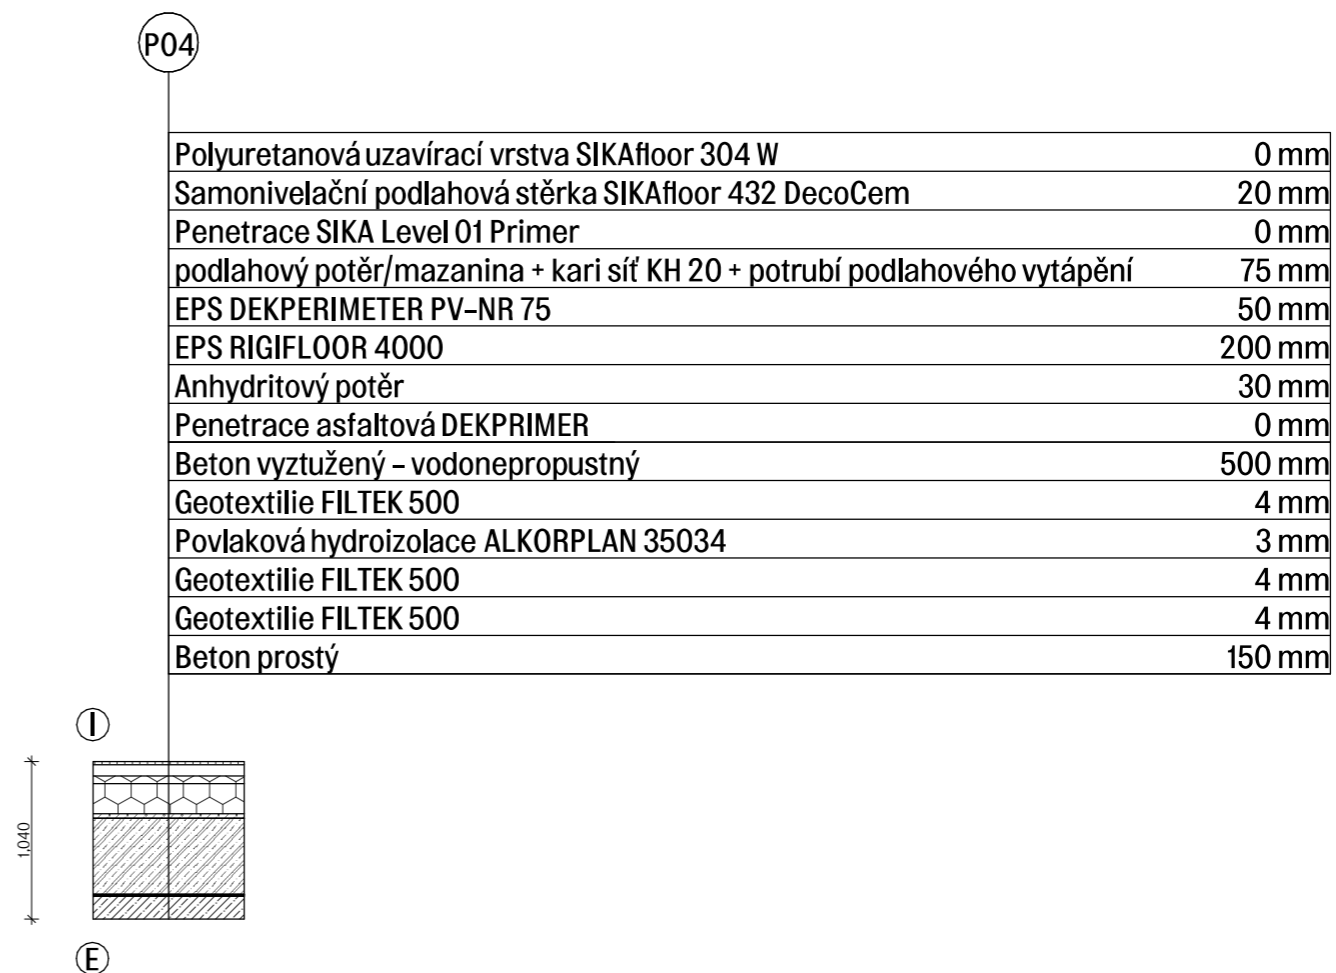 P04
Polyuretanová uzavírací vrstva SIKAfloor 304 W 0 mm
Samonivelační podlahová stěrka SIKAfloor 432 DecoCem 20 mm
Penetrace SIKA Level 01 Primer 0 mm
podlahový potěr/mazanina + kari síť KH 20 + potrubí podlahového vytápění 75 mm
EPS DEKPERIMETER PV–NR 75 50 mm
EPS RIGIFLOOR 4000 200 mm
Anhydritový potěr 30 mm
Penetrace asfaltová DEKPRIMER 0 mm
Beton vyztužený – vodonepropustný 500 mm
Geotextilie FILTEK 500 4 mm
Povlaková hydroizolace ALKORPLAN 35034 3 mm
Geotextilie FILTEK 500 4 mm
Geotextilie FILTEK 500 4 mm
Beton prostý 150 mm
I
1,040
E